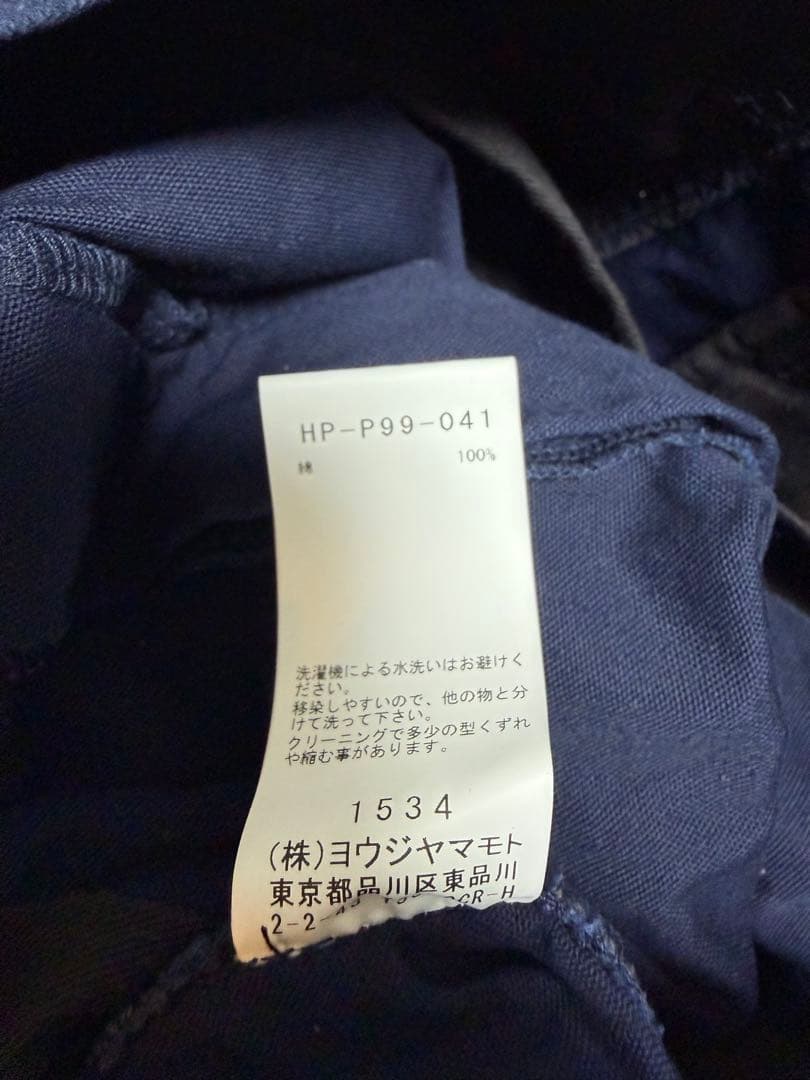 HP-P99-041
綿 100%
洗濯機による水洗いはお避けく
ださい。
移染しやすいので、他の物と分
けて洗って下さい。
クリーニングで多少の型くずれ
や縮む事があります。
1534
(株)ヨウジヤマモト
東京都品川区東品川
2-2-43